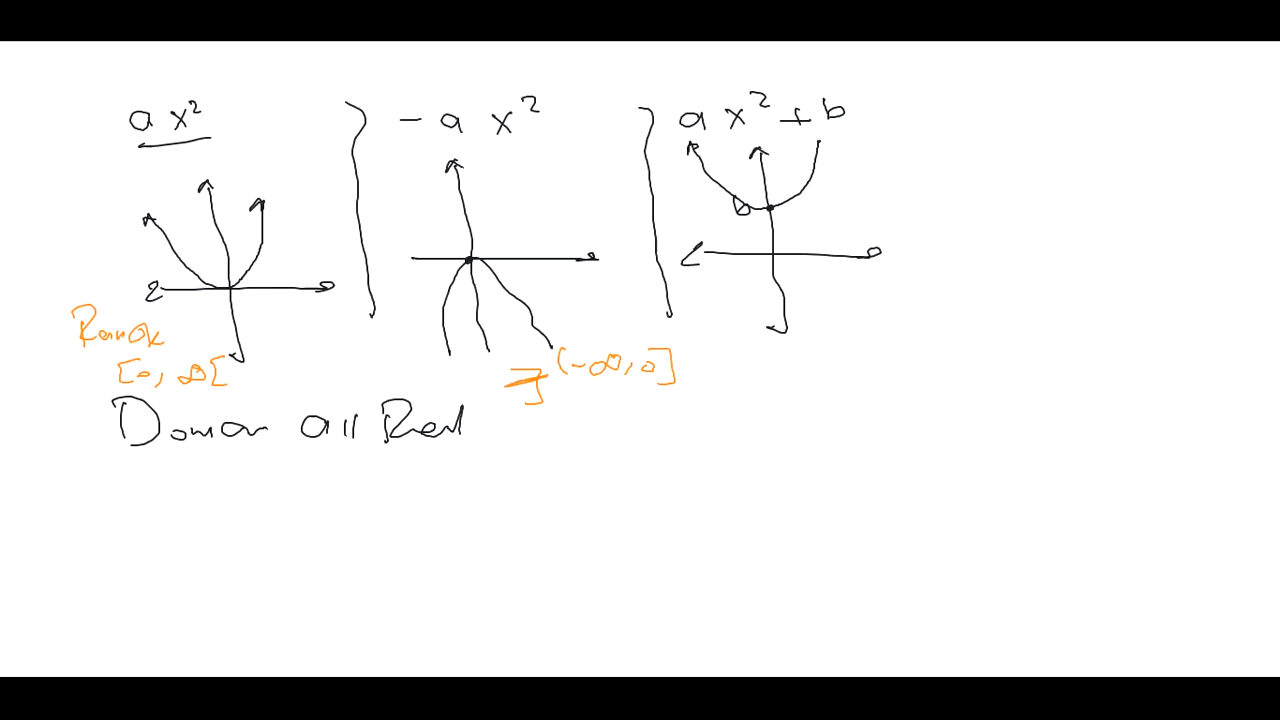 a x²
- a x²
a x² + b
b
Range
[0, ∞[
(-∞, 0]
Domain all Real